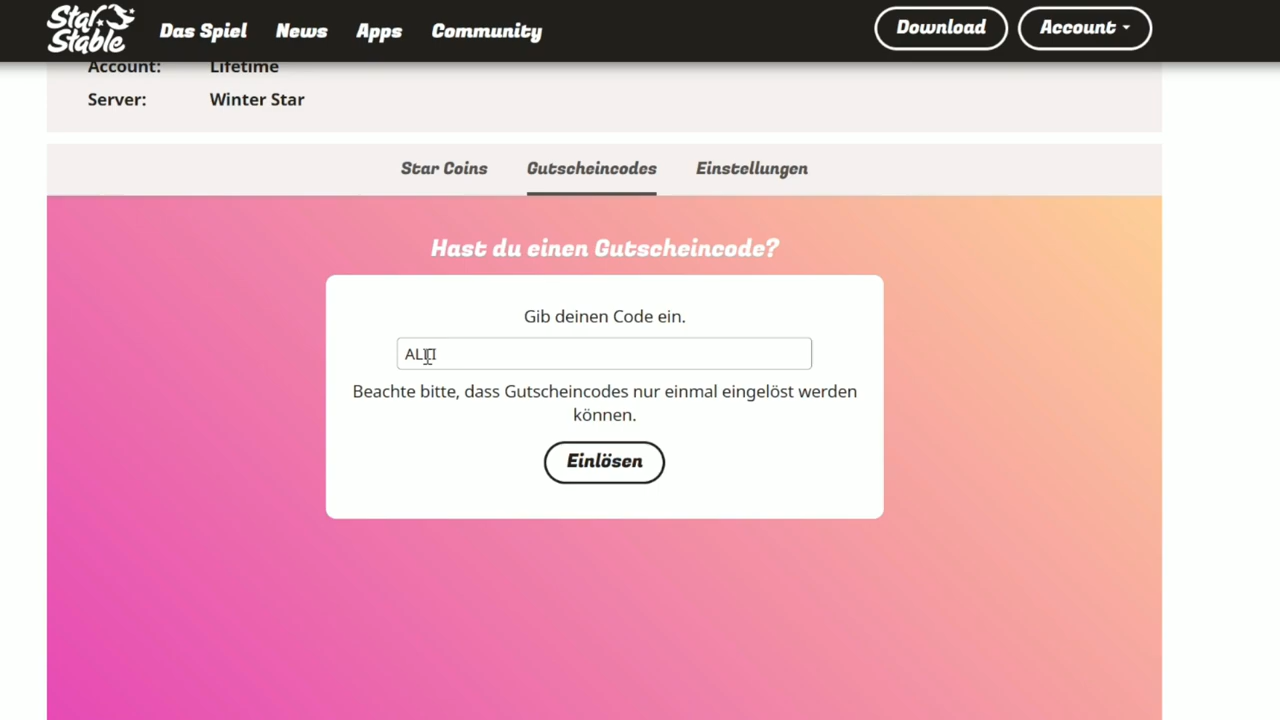 Star Stable
Das Spiel News Apps Community Download Account
Account: Lifetime
Server: Winter Star
Star Coins Gutscheincodes Einstellungen
Hast du einen Gutscheincode?
Gib deinen Code ein.
Beachte bitte, dass Gutscheincodes nur einmal eingelöst werden
können.
Einlösen